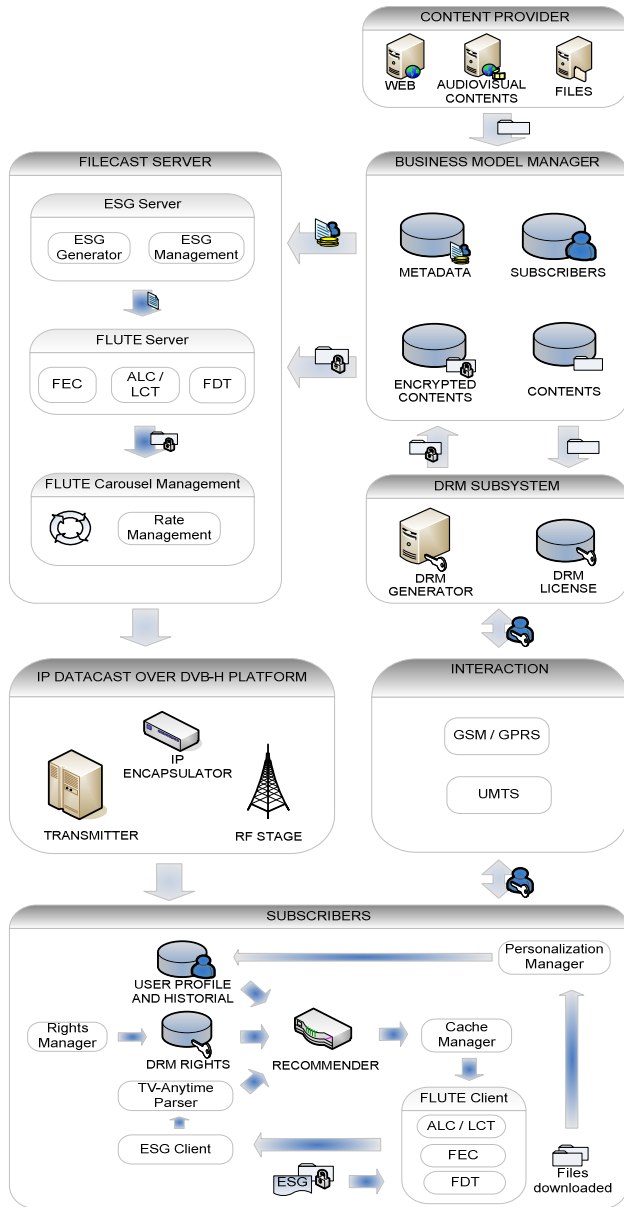 CONTENT PROVIDER
WEB
AUDIOVISUAL
CONTENTS
FILES
FILECAST SERVER
ESG Server
ESG
Generator
ESG
Management
FLUTE Server
FEC
ALC /
LCT
FDT
FLUTE Carousel Management
Rate
Management
BUSINESS MODEL MANAGER
METADATA
SUBSCRIBERS
ENCRYPTED
CONTENTS
CONTENTS
DRM SUBSYSTEM
DRM
GENERATOR
DRM
LICENSE
IP DATACAST OVER DVB-H PLATFORM
IP
ENCAPSULATOR
TRANSMITTER
RF STAGE
INTERACTION
GSM / GPRS
UMTS
SUBSCRIBERS
Personalization
Manager
USER PROFILE
AND HISTORIAL
Rights
Manager
DRM RIGHTS
RECOMMENDER
Cache
Manager
TV-Anytime
Parser
ESG Client
FLUTE Client
ALC / LCT
FEC
FDT
ESG
Files
downloaded